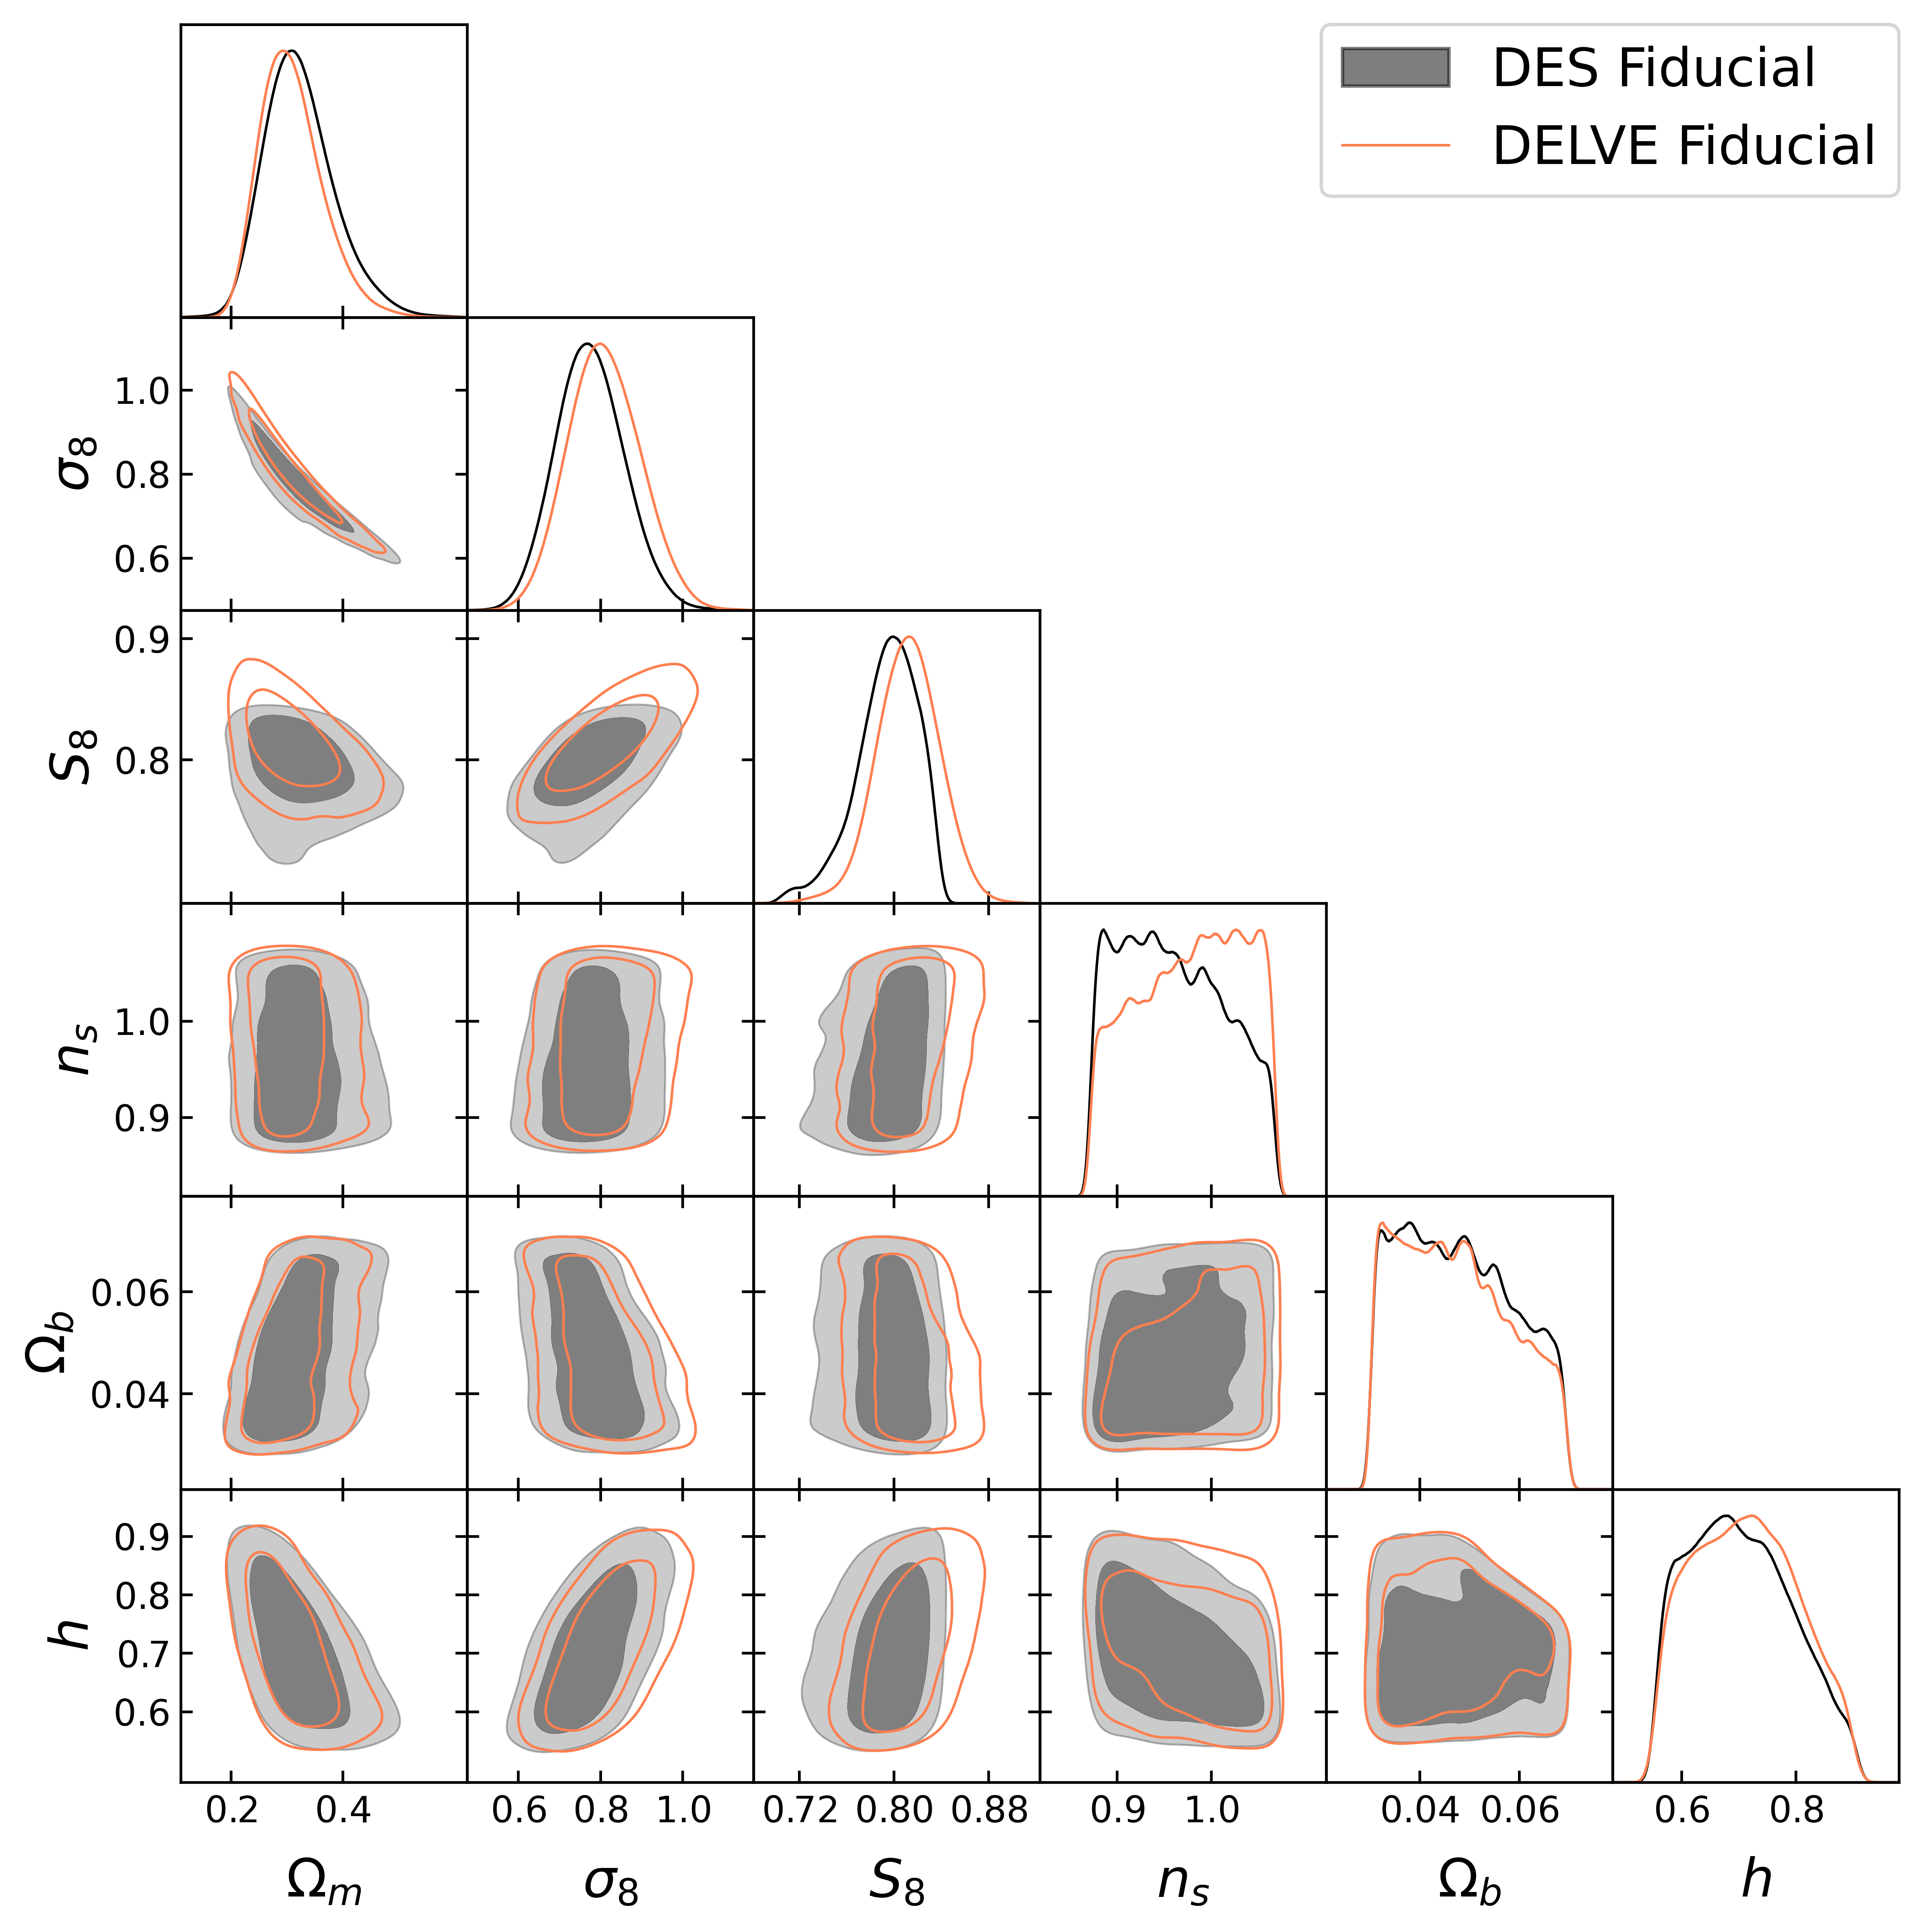 DES Fiducial
DELVE Fiducial
σ₈
1.0
0.8
0.6
S₈
0.9
0.8
nₛ
1.0
0.9
Ω_b
0.06
0.04
h
0.9
0.8
0.7
0.6
0.2 0.4 0.6 0.8 1.0 0.72 0.80 0.88 0.9 1.0 0.04 0.06 0.6 0.8
Ωₘ σ₈ S₈ nₛ Ω_b h